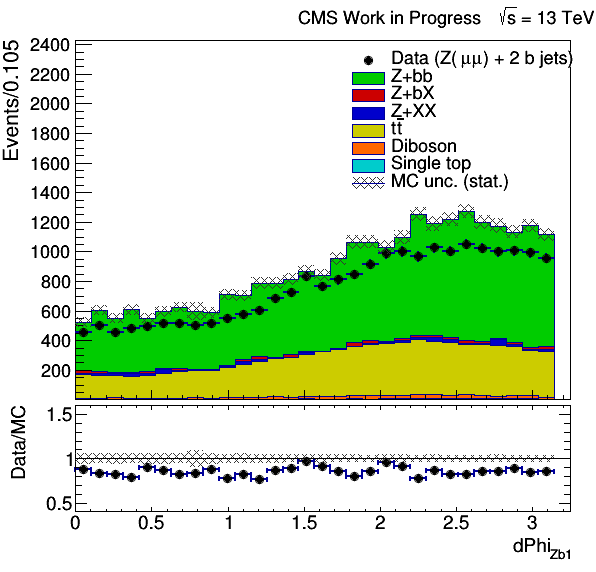 CMS Work in Progress √s = 13 TeV
Events/0.105
2400
2200
2000
1800
1600
1400
1200
1000
800
600
400
200
Data (Z(μμ) + 2 b jets)
Z+bb
Z+bX
Z+XX
tt̄
Diboson
Single top
MC unc. (stat.)
Data/MC
1.5
1
0.5
0 0.5 1 1.5 2 2.5 3
dPhi_Zb1